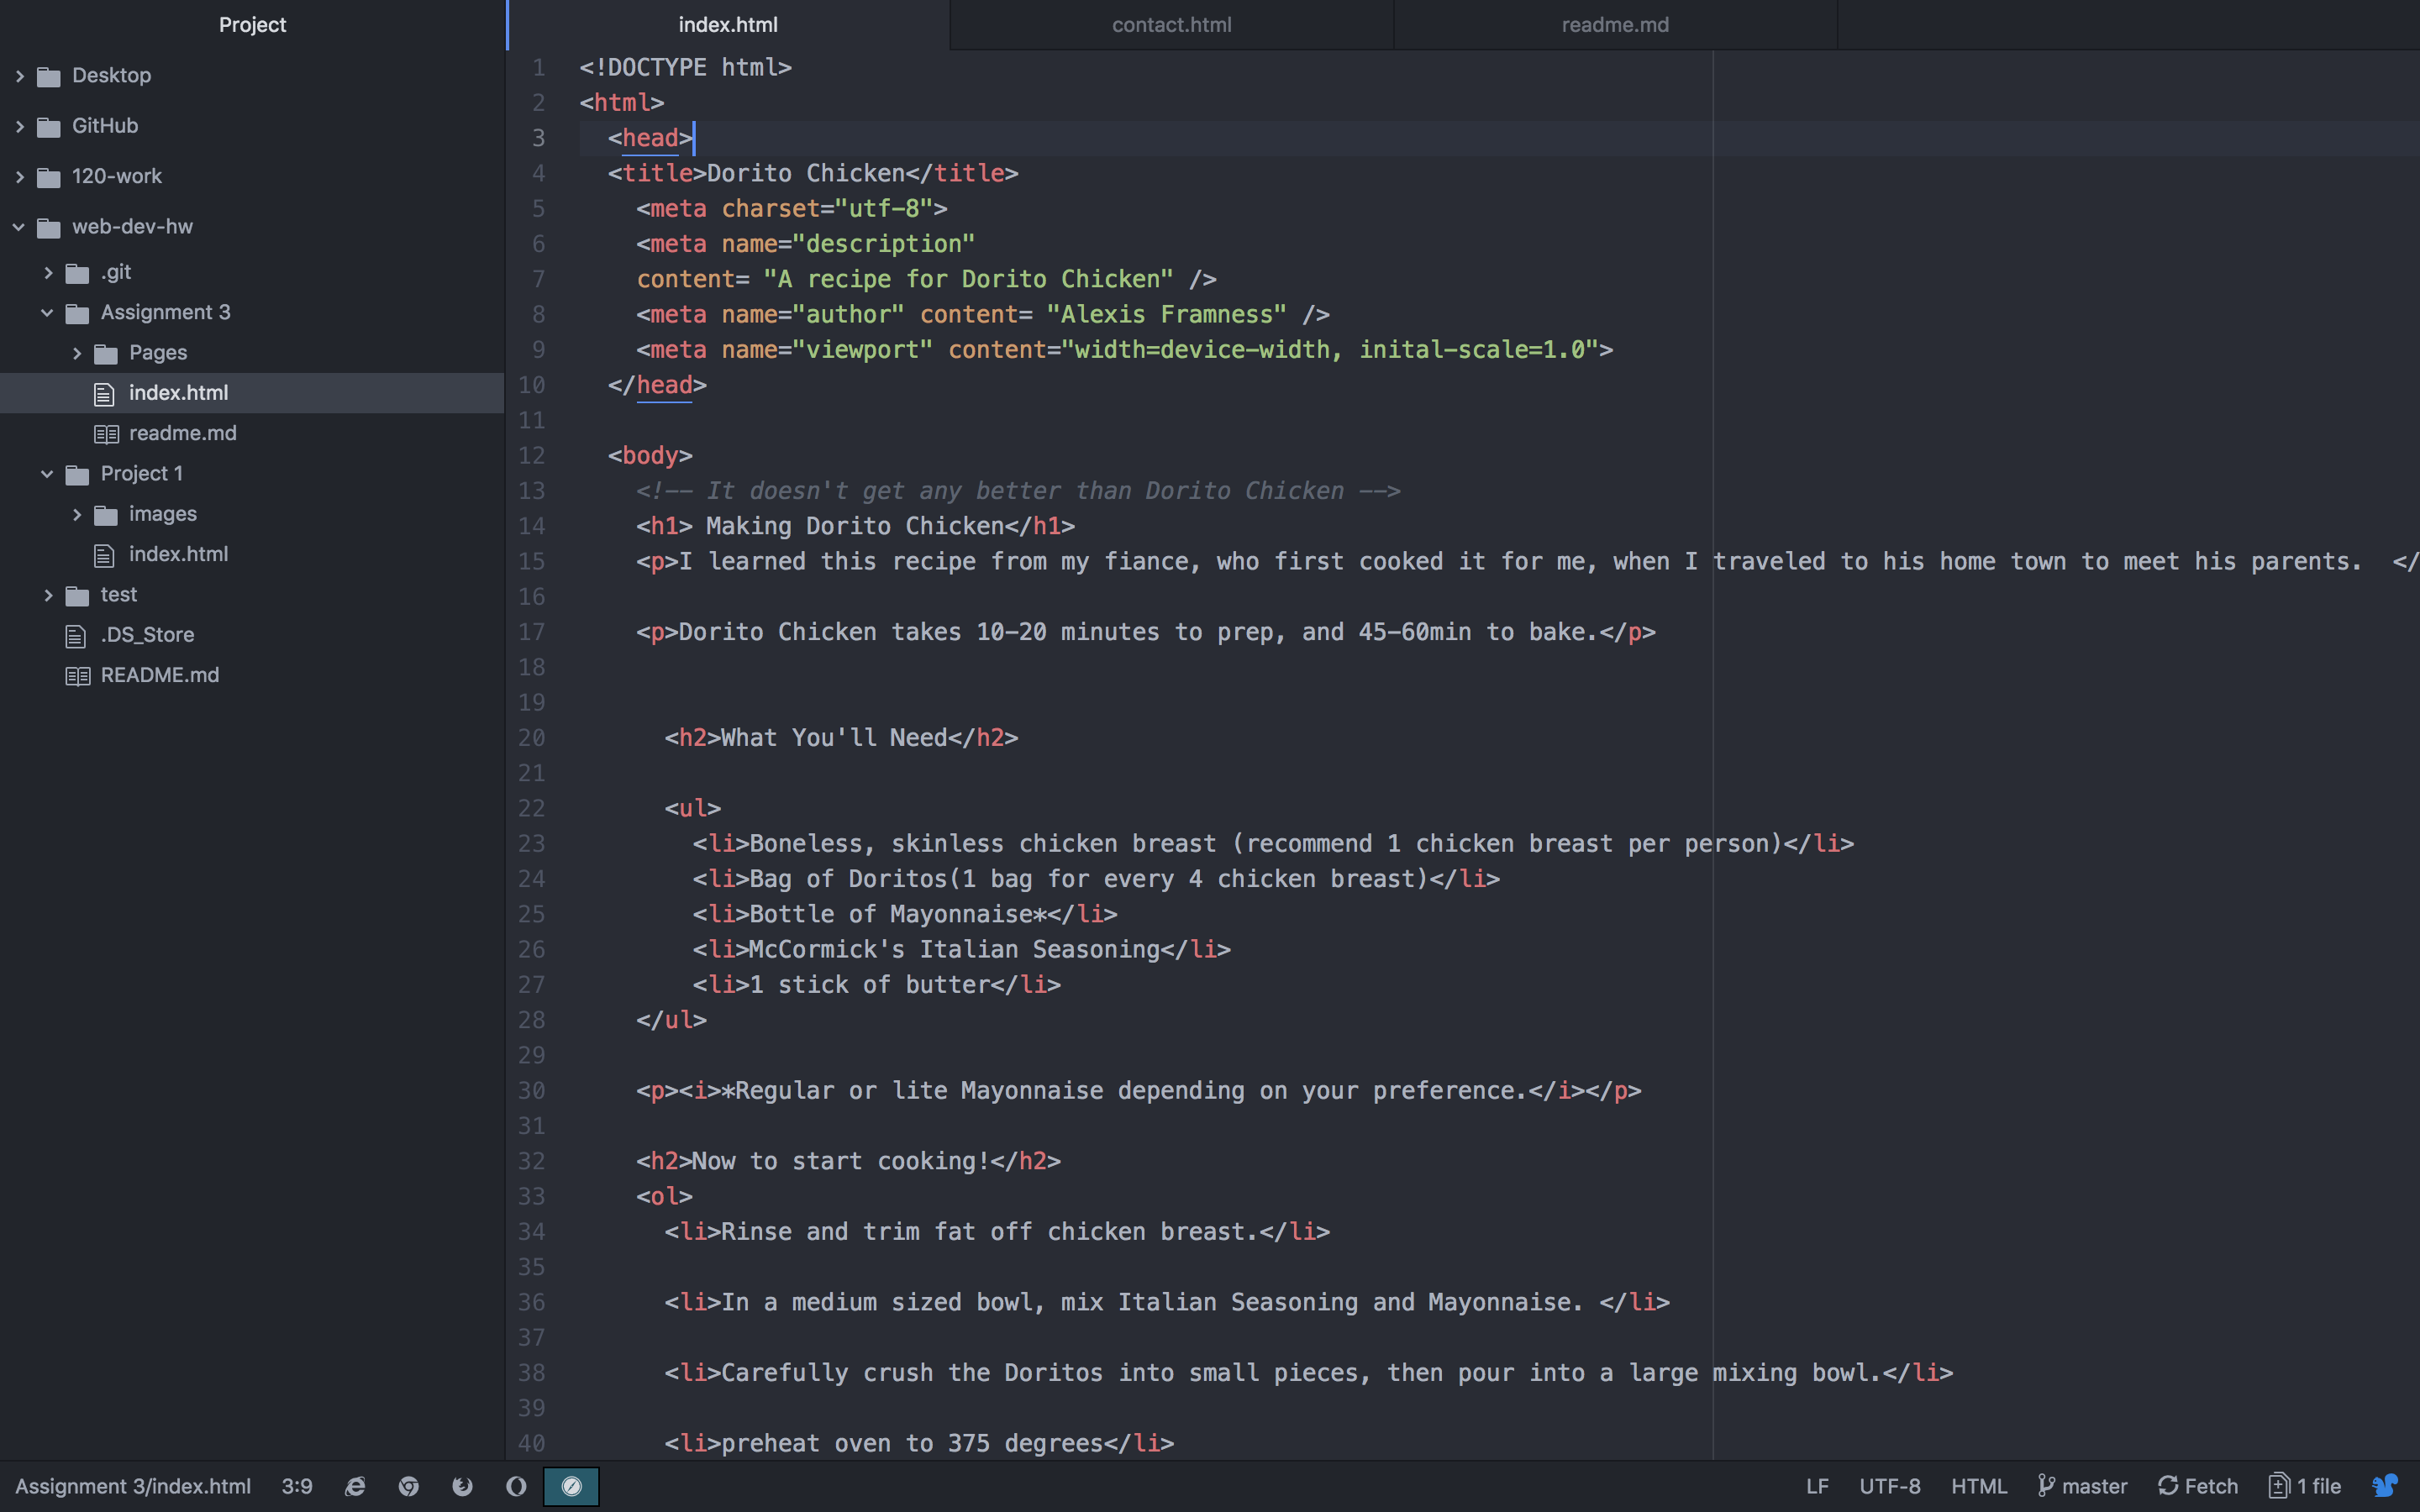 Project
Desktop
GitHub
120-work
web-dev-hw
.git
Assignment 3
Pages
index.html
readme.md
Project 1
images
index.html
test
.DS_Store
README.md
index.html contact.html readme.md
1 <!DOCTYPE html>
2 <html>
3 <head>
4 <title>Dorito Chicken</title>
5 <meta charset="utf-8">
6 <meta name="description"
7 content= "A recipe for Dorito Chicken" />
8 <meta name="author" content= "Alexis Framness" />
9 <meta name="viewport" content="width=device-width, inital-scale=1.0">
10 </head>
11
12 <body>
13 <!-- It doesn't get any better than Dorito Chicken -->
14 <h1> Making Dorito Chicken</h1>
15 <p>I learned this recipe from my fiance, who first cooked it for me, when I traveled to his home town to meet his parents.  </
16
17 <p>Dorito Chicken takes 10-20 minutes to prep, and 45-60min to bake.</p>
18
19
20 <h2>What You'll Need</h2>
21
22 <ul>
23 <li>Boneless, skinless chicken breast (recommend 1 chicken breast per person)</li>
24 <li>Bag of Doritos(1 bag for every 4 chicken breast)</li>
25 <li>Bottle of Mayonnaise*</li>
26 <li>McCormick's Italian Seasoning</li>
27 <li>1 stick of butter</li>
28 </ul>
29
30 <p><i>*Regular or lite Mayonnaise depending on your preference.</i></p>
31
32 <h2>Now to start cooking!</h2>
33 <ol>
34 <li>Rinse and trim fat off chicken breast.</li>
35
36 <li>In a medium sized bowl, mix Italian Seasoning and Mayonnaise. </li>
37
38 <li>Carefully crush the Doritos into small pieces, then pour into a large mixing bowl.</li>
39
40 <li>preheat oven to 375 degrees</li>
Assignment 3/index.html 3:9 LF UTF-8 HTML master Fetch 1 file